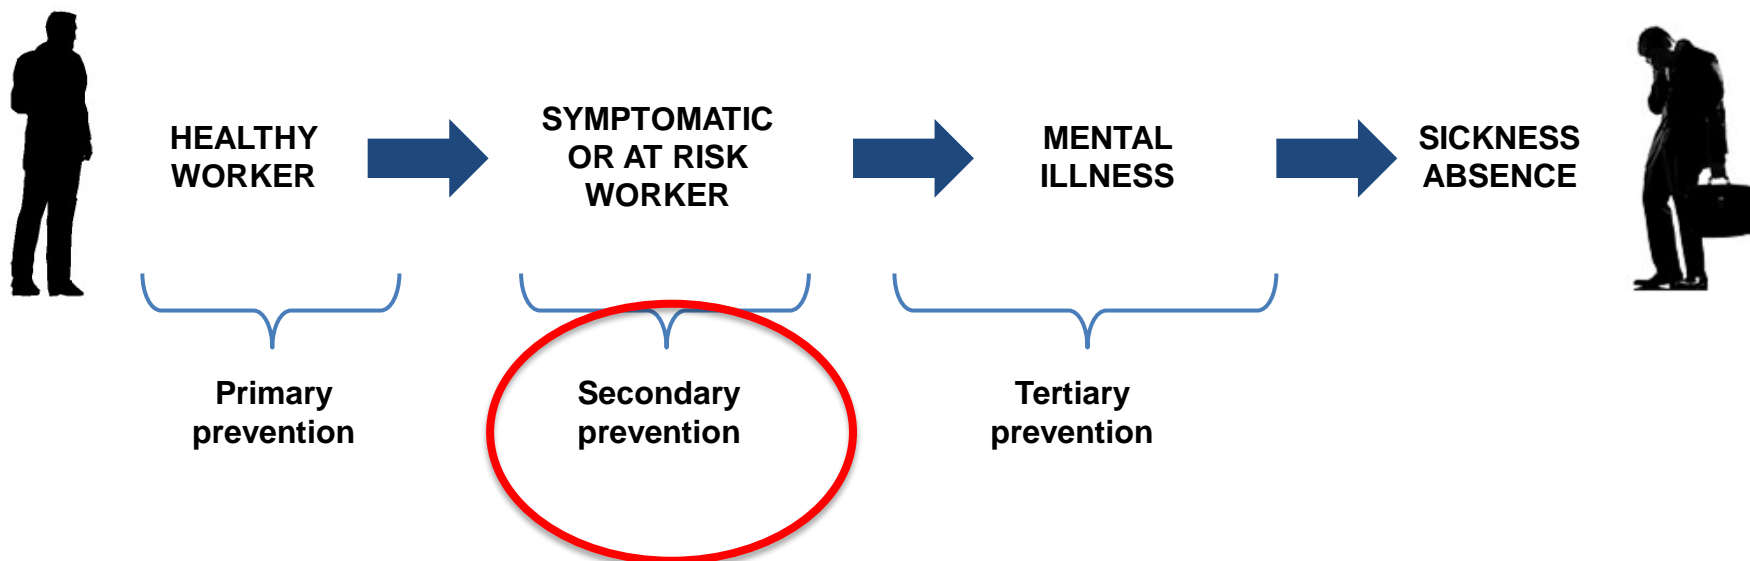 HEALTHY
WORKER
SYMPTOMATIC
OR AT RISK
WORKER
MENTAL
ILLNESS
SICKNESS
ABSENCE
Primary
prevention
Secondary
prevention
Tertiary
prevention